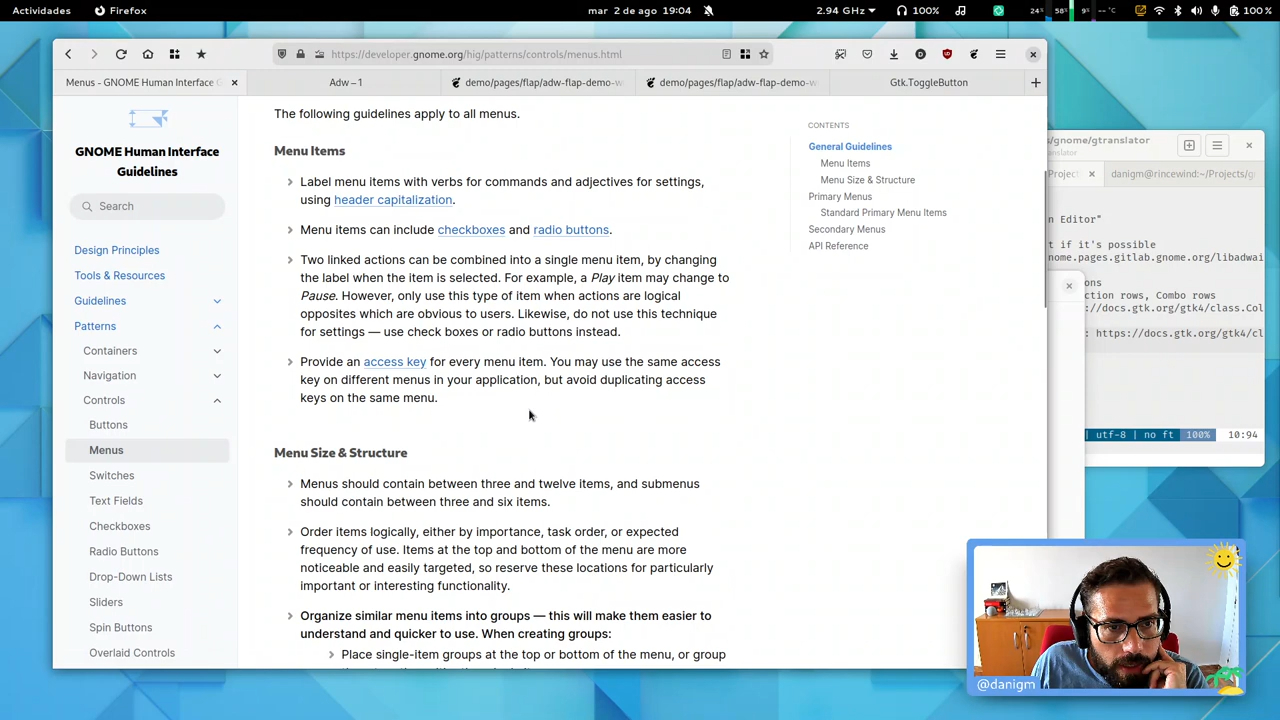 Actividades
Firefox
mar 2 de ago 19:04
2.94 GHz
100%
24%
58%
9%
--°C
100 %
https://developer.gnome.org/hig/patterns/controls/menus.html
Menus - GNOME Human Interface G
Adw – 1
demo/pages/flap/adw-flap-demo-w
demo/pages/flap/adw-flap-demo-w
Gtk.ToggleButton
GNOME Human Interface
Guidelines
Search
Design Principles
Tools & Resources
Guidelines
Patterns
Containers
Navigation
Controls
Buttons
Menus
Switches
Text Fields
Checkboxes
Radio Buttons
Drop-Down Lists
Sliders
Spin Buttons
Overlaid Controls
The following guidelines apply to all menus.
Menu Items
Label menu items with verbs for commands and adjectives for settings,
using header capitalization.
Menu items can include checkboxes and radio buttons.
Two linked actions can be combined into a single menu item, by changing
the label when the item is selected. For example, a Play item may change to
Pause. However, only use this type of item when actions are logical
opposites which are obvious to users. Likewise, do not use this technique
for settings — use check boxes or radio buttons instead.
Provide an access key for every menu item. You may use the same access
key on different menus in your application, but avoid duplicating access
keys on the same menu.
Menu Size & Structure
Menus should contain between three and twelve items, and submenus
should contain between three and six items.
Order items logically, either by importance, task order, or expected
frequency of use. Items at the top and bottom of the menu are more
noticeable and easily targeted, so reserve these locations for particularly
important or interesting functionality.
Organize similar menu items into groups — this will make them easier to
understand and quicker to use. When creating groups:
Place single-item groups at the top or bottom of the menu, or group
CONTENTS
General Guidelines
Menu Items
Menu Size & Structure
Primary Menus
Standard Primary Menu Items
Secondary Menus
API Reference
s/gnome/gtranslator
anslator
Project
danigm@rincewind:~/Projects/g
n Editor"
t if it's possible
nome.pages.gitlab.gnome.org/libadwai
ons
ction rows, Combo rows
://docs.gtk.org/gtk4/class.Col
: https://docs.gtk.org/gtk4/cl
utf-8 | no ft
100%
10:94
@danigm